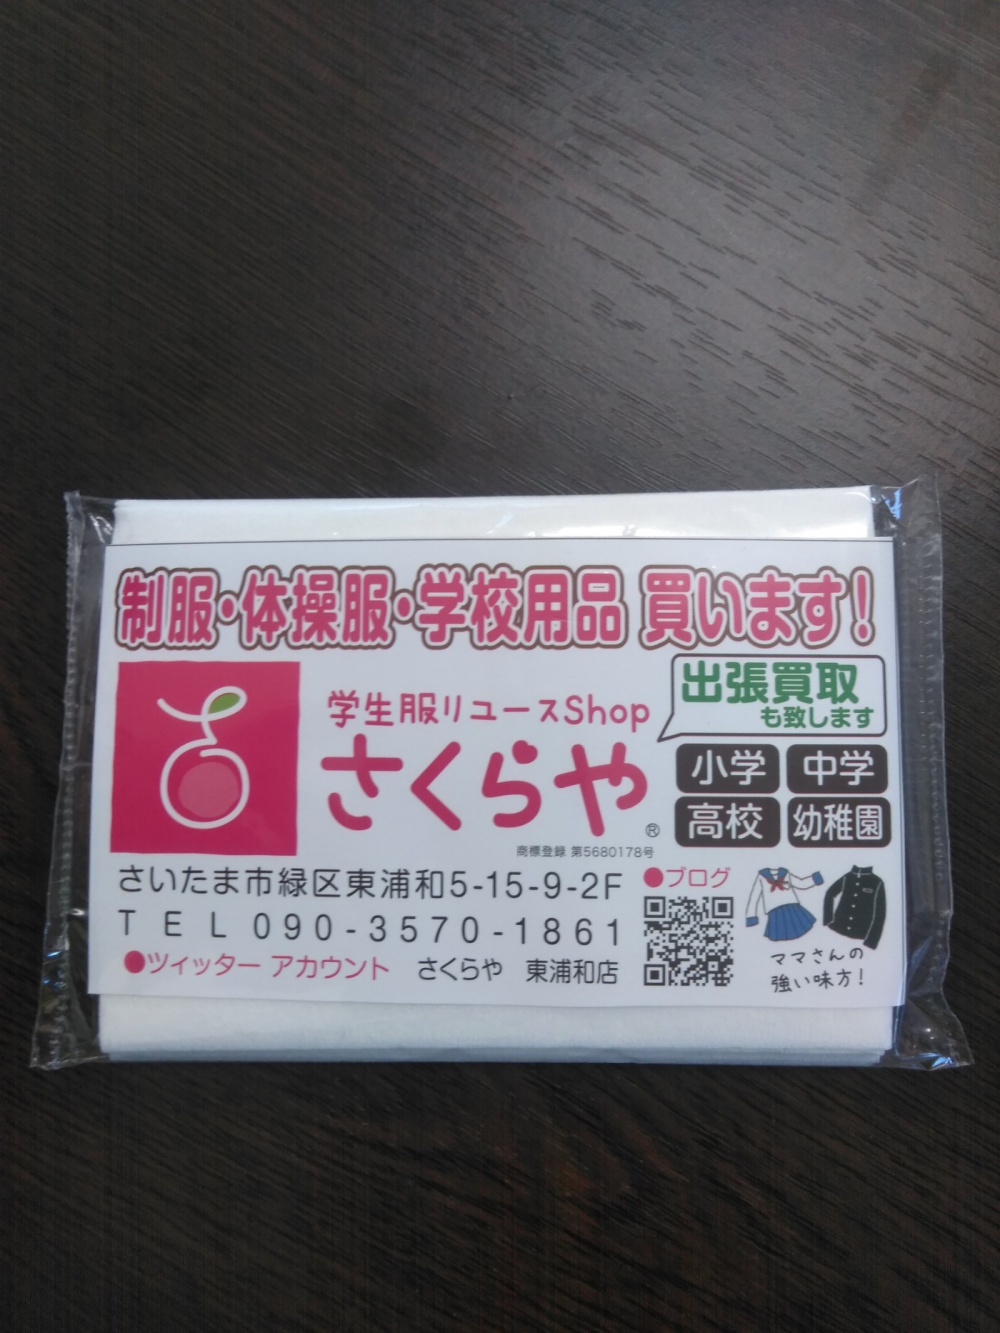 制服・体操服・学校用品 買います!
出張買取
も致します
学生服リユースShop
さくらや®
小学 中学
高校 幼稚園
商標登録 第5680178号
さいたま市緑区東浦和5-15-9-2F
TEL 090-3570-1861
●ツィッター アカウント さくらや 東浦和店
●ブログ
ママさんの
強い味方!